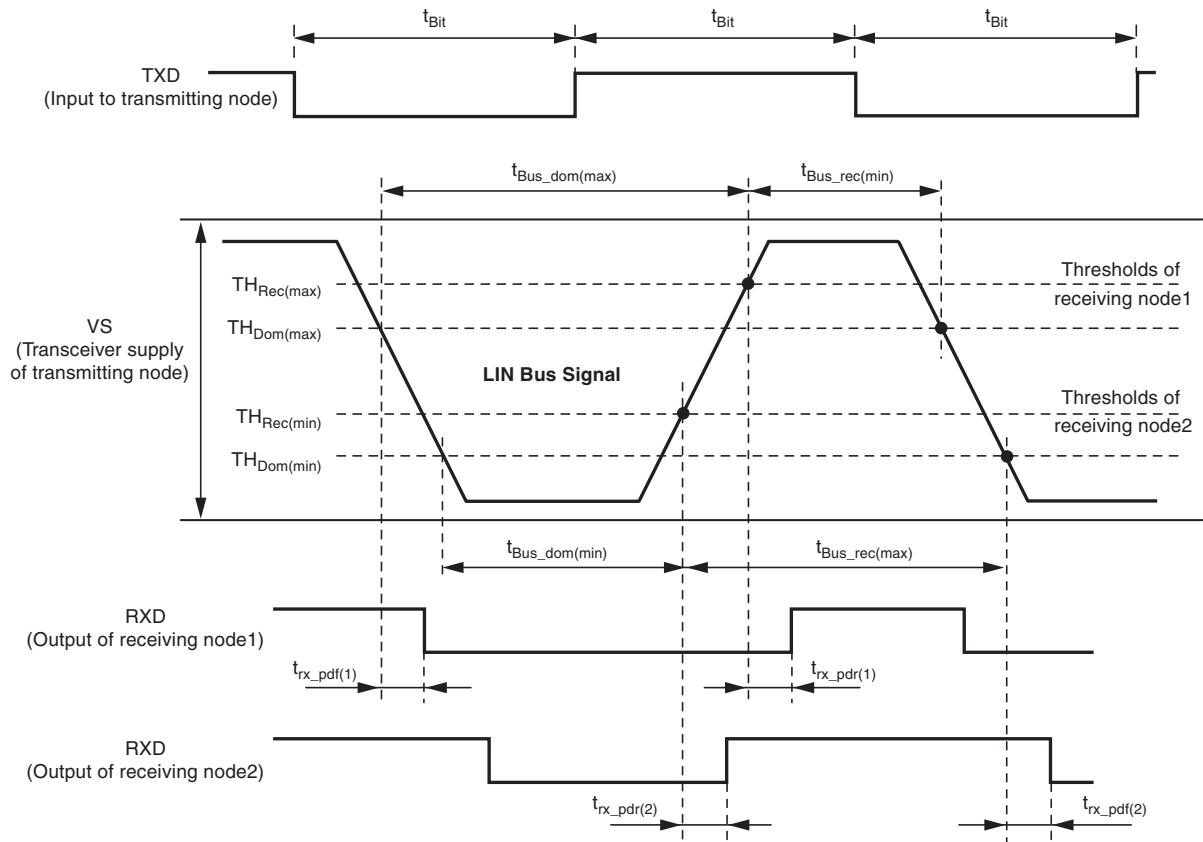 tBit
tBit
tBit
TXD
(Input to transmitting node)
tBus_dom(max)
tBus_rec(min)
THRec(max)
Thresholds of
receiving node1
THDom(max)
VS
(Transceiver supply
of transmitting node)
LIN Bus Signal
THRec(min)
Thresholds of
receiving node2
THDom(min)
tBus_dom(min)
tBus_rec(max)
RXD
(Output of receiving node1)
trx_pdf(1)
trx_pdr(1)
RXD
(Output of receiving node2)
trx_pdr(2)
trx_pdf(2)